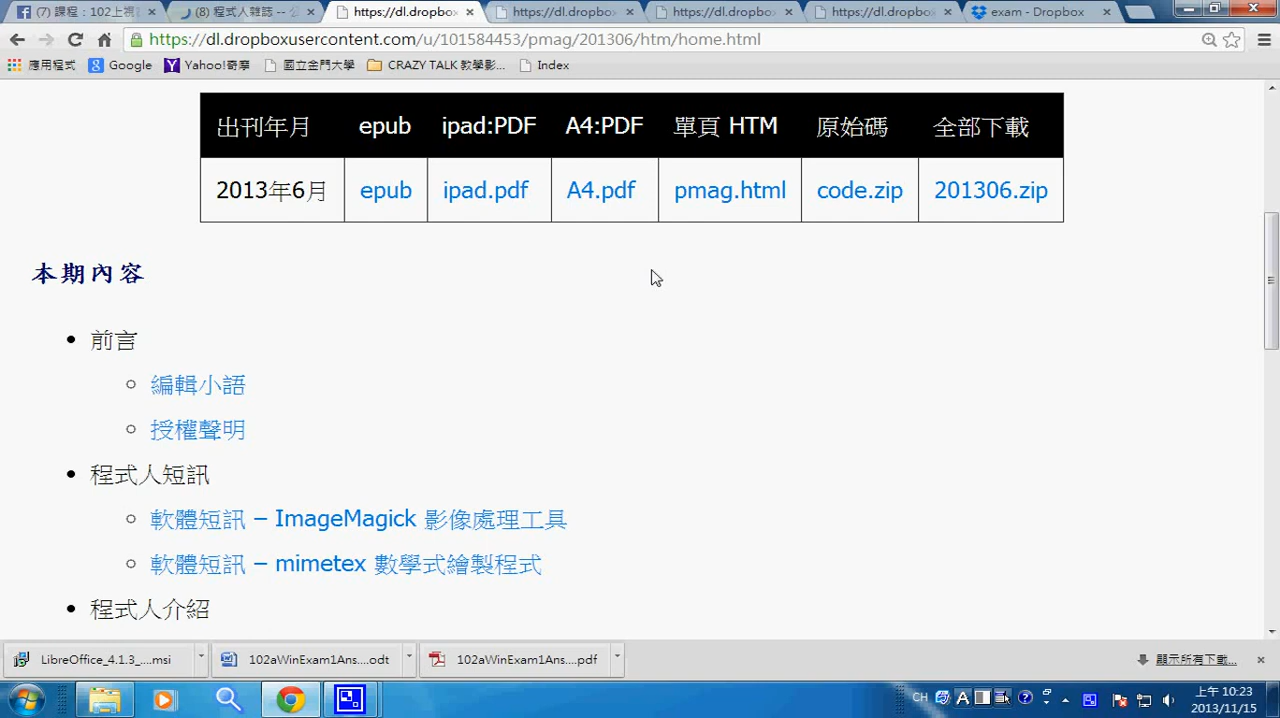 (7) 課程：102上視
(8) 程式人雜誌 -- 公
https://dl.dropbox
https://dl.dropbox
https://dl.dropbox
https://dl.dropbox
exam - Dropbox
https://dl.dropboxusercontent.com/u/101584453/pmag/201306/htm/home.html
應用程式 Google Yahoo!奇摩 國立金門大學 CRAZY TALK 教學影... Index
出刊年月 epub ipad:PDF A4:PDF 單頁 HTM 原始碼 全部下載
2013年6月 epub ipad.pdf A4.pdf pmag.html code.zip 201306.zip
本期內容
前言
編輯小語
授權聲明
程式人短訊
軟體短訊 – ImageMagick 影像處理工具
軟體短訊 – mimetex 數學式繪製程式
程式人介紹
LibreOffice_4.1.3_....msi 102aWinExam1Ans....odt 102aWinExam1Ans....pdf 顯示所有下載...
CH 上午 10:23
2013/11/15